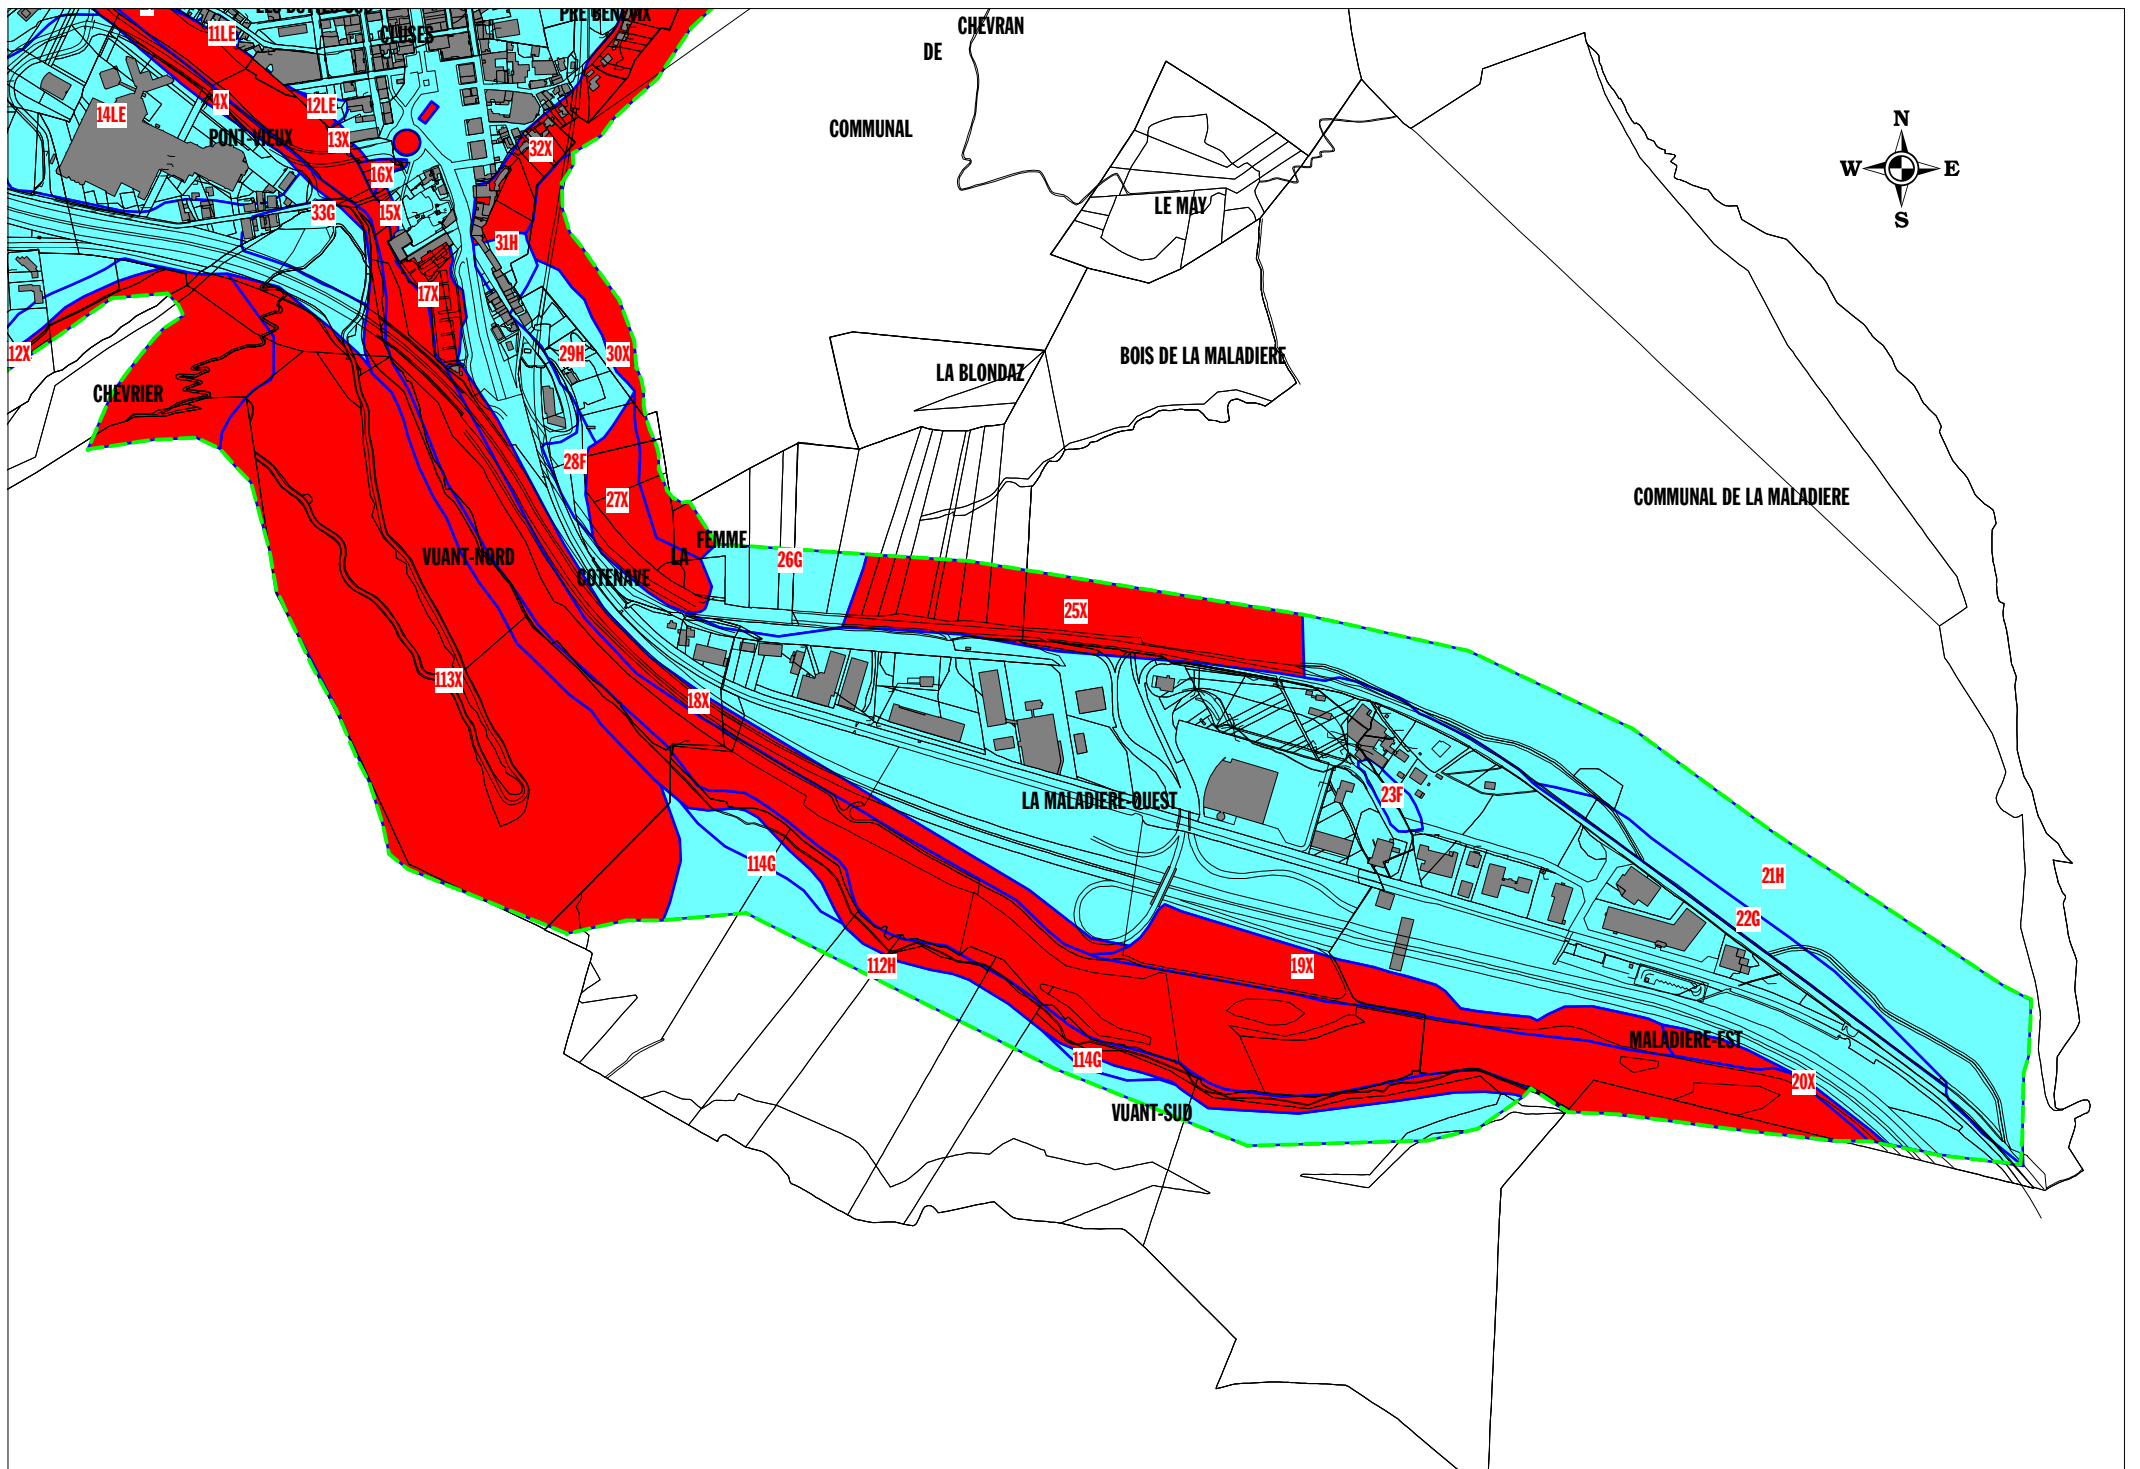 PRE BENEVIX
CHEVRAN
11LE
CLUSES
DE
4X
12LE
14LE
N
COMMUNAL
PONT-VIEUX
13X
32X
W
E
16X
LE MAY
33G
15X
S
31H
17X
12X
29H
30X
BOIS DE LA MALADIERE
LA BLONDAZ
CHEVRIER
28F
27X
COMMUNAL DE LA MALADIERE
FEMME
VUANT-NORD
LA
26G
COTENAVE
25X
113X
18X
23F
LA MALADIERE-OUEST
114G
21H
22G
112H
19X
MALADIERE-EST
114G
20X
VUANT-SUD